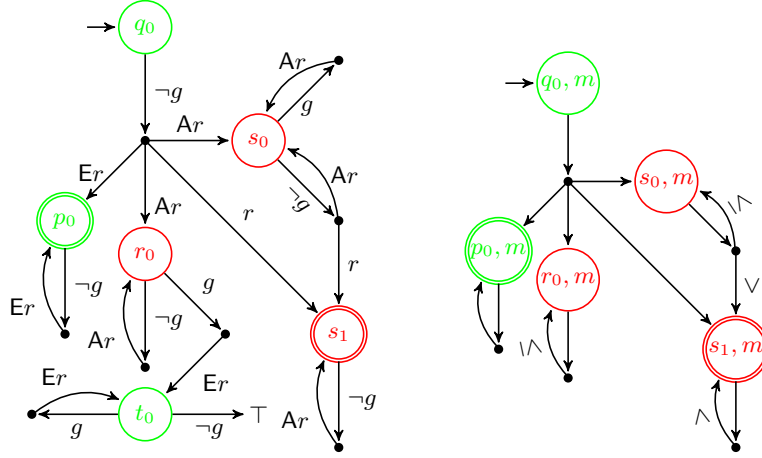 q₀
¬g
Ar
g
Ar
s₀
Er
Ar
¬g
Ar
p₀
r
r₀
g
r
¬g
Er
Ar
¬g
s₁
Er
Er
t₀
⊤
g
¬g
¬g
Ar
q₀, m
s₀, m
I∧
p₀, m
r₀, m
∨
I∧
s₁, m
∧